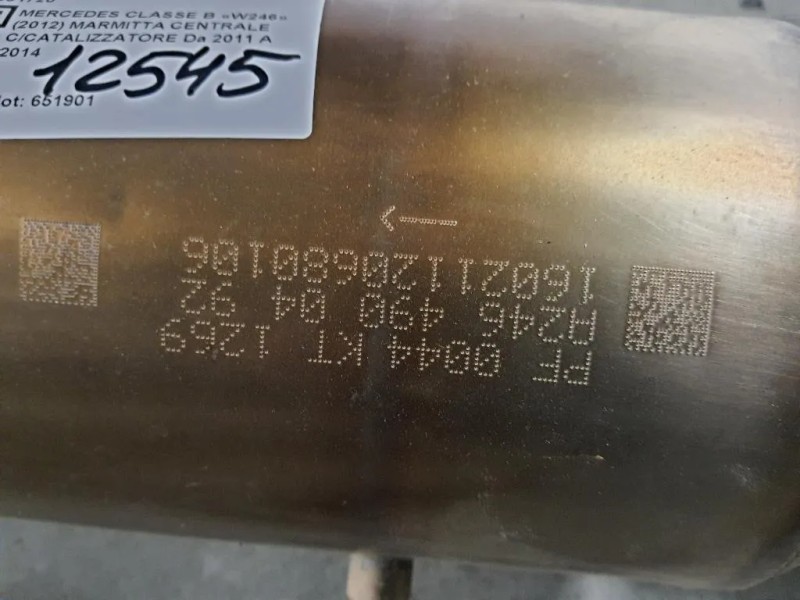 MERCEDES CLASSE B «W246»
(2012) MARMITTA CENTRALE
C/CATALIZZATORE Da 2011 A
2014
12545
lot: 651901
PF 0044 KT 1269
A246 490 04 92
16021120680106